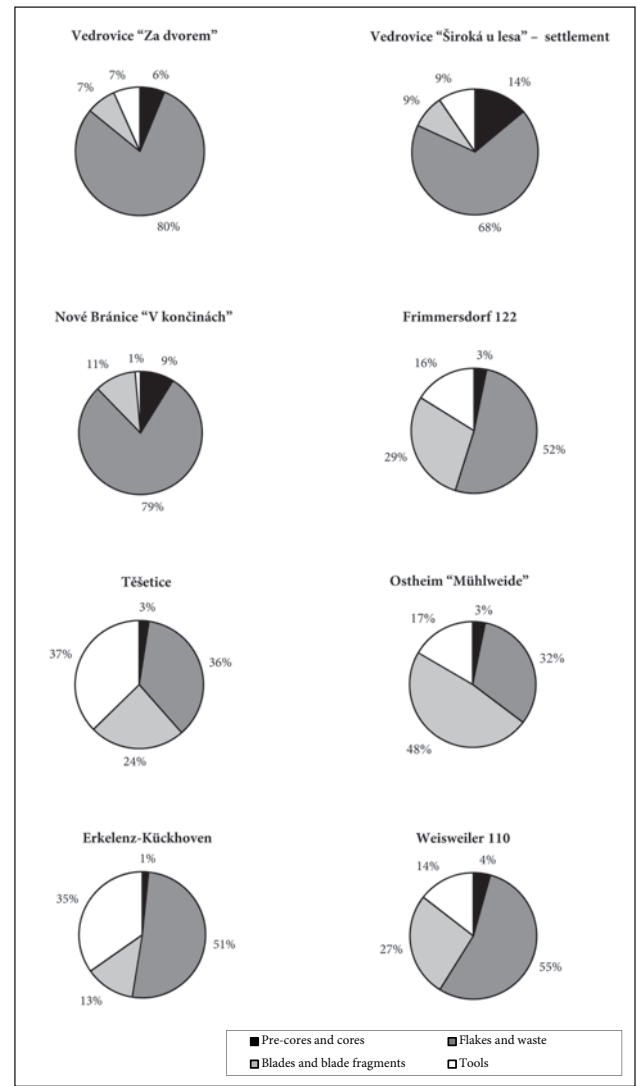 Vedrovice “Za dvorem”
7%
7%
6%
80%
Vedrovice “Široká u lesa” – settlement
9%
9%
14%
68%
Nové Bránice “V končinách”
11%
1%
9%
79%
Frimmersdorf 122
16%
3%
29%
52%
Těšetice
3%
37%
36%
24%
Ostheim “Mühlweide”
17%
3%
32%
48%
Erkelenz-Kückhoven
1%
35%
51%
13%
Weisweiler 110
14%
4%
27%
55%
Pre-cores and cores
Flakes and waste
Blades and blade fragments
Tools